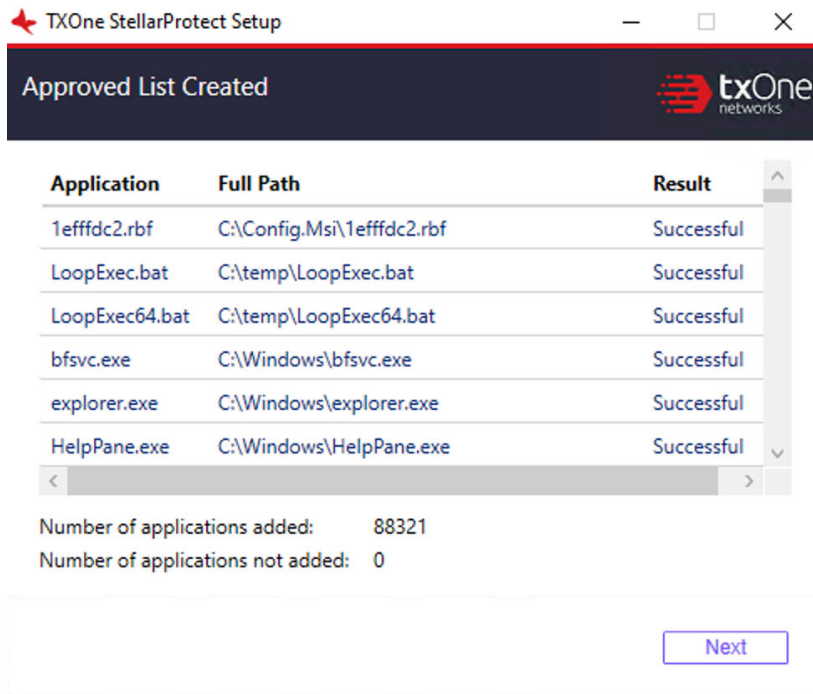 TXOne StellarProtect Setup
Approved List Created
txOne
networks
Application Full Path Result
1efffdc2.rbf C:\Config.Msi\1efffdc2.rbf Successful
LoopExec.bat C:\temp\LoopExec.bat Successful
LoopExec64.bat C:\temp\LoopExec64.bat Successful
bfsvc.exe C:\Windows\bfsvc.exe Successful
explorer.exe C:\Windows\explorer.exe Successful
HelpPane.exe C:\Windows\HelpPane.exe Successful
Number of applications added: 88321
Number of applications not added: 0
Next